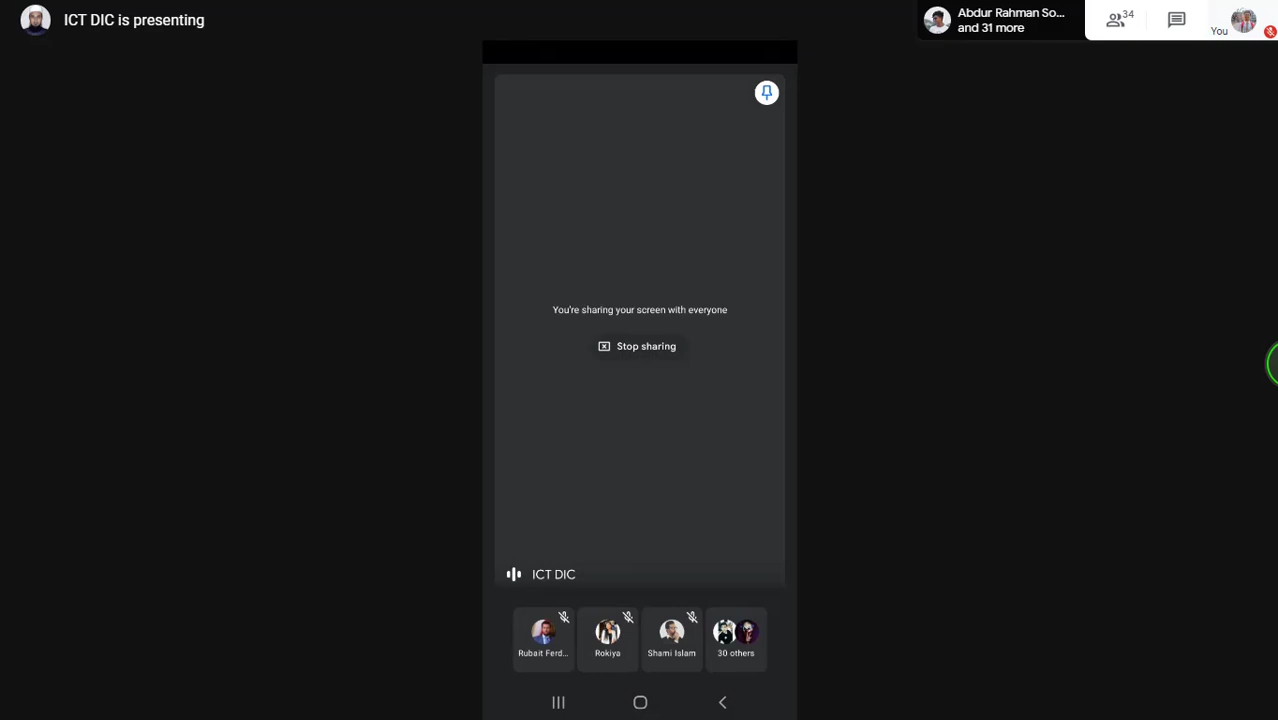 ICT DIC is presenting
Abdur Rahman So...
and 31 more
34
You
You're sharing your screen with everyone
Stop sharing
ICT DIC
Rubait Ferd...
Rokiya
Shami Islam
30 others